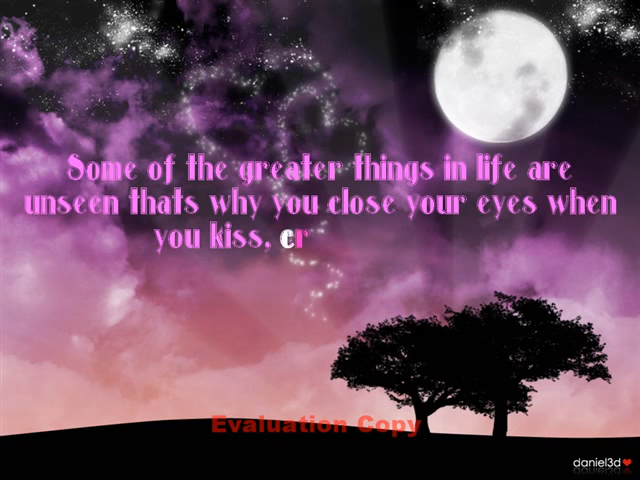 Some of the greater things in life are
unseen thats why you close your eyes when
you kiss. er
Evaluation Copy
daniel3d